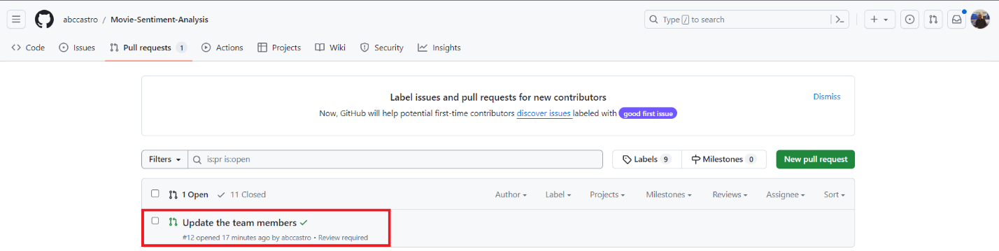 abccastro / Movie-Sentiment-Analysis
Type / to search
Code Issues Pull requests 1 Actions Projects Wiki Security Insights
Label issues and pull requests for new contributors
Dismiss
Now, GitHub will help potential first-time contributors discover issues labeled with good first issue
Filters is:pr is:open Labels 9 Milestones 0 New pull request
1 Open 11 Closed Author Label Projects Milestones Reviews Assignee Sort
Update the team members
#12 opened 17 minutes ago by abccastro • Review required